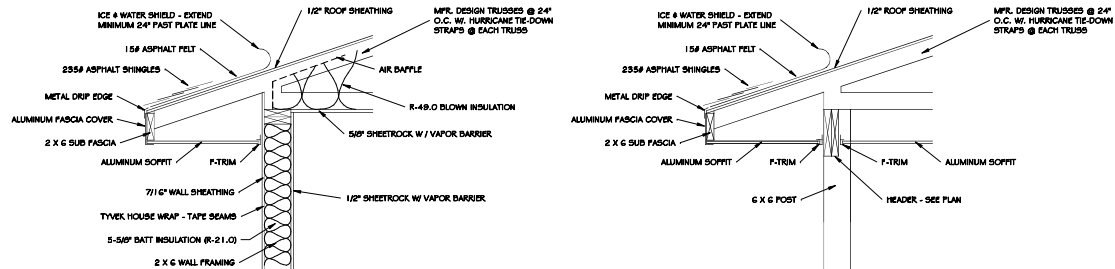 ICE & WATER SHIELD - EXTEND
MINIMUM 24" PAST PLATE LINE
1/2" ROOF SHEATHING
MFR. DESIGN TRUSSES @ 24"
O.C. W. HURRICANE TIE-DOWN
STRAPS @ EACH TRUSS
15# ASPHALT FELT
AIR BAFFLE
235# ASPHALT SHINGLES
METAL DRIP EDGE
R-49.0 BLOWN INSULATION
ALUMINUM FASCIA COVER
5/8" SHEETROCK W/ VAPOR BARRIER
2 X 6 SUB FASCIA
ALUMINUM SOFFIT
F-TRIM
7/16" WALL SHEATHING
1/2" SHEETROCK W/ VAPOR BARRIER
TYVEK HOUSE WRAP - TAPE SEAMS
5-5/8" BATT INSULATION (R-21.0)
2 X 6 WALL FRAMING
ICE & WATER SHIELD - EXTEND
MINIMUM 24" PAST PLATE LINE
1/2" ROOF SHEATHING
MFR. DESIGN TRUSSES @ 24"
O.C. W. HURRICANE TIE-DOWN
STRAPS @ EACH TRUSS
15# ASPHALT FELT
235# ASPHALT SHINGLES
METAL DRIP EDGE
ALUMINUM FASCIA COVER
2 X 6 SUB FASCIA
ALUMINUM SOFFIT
F-TRIM
F-TRIM
ALUMINUM SOFFIT
6 X 6 POST
HEADER - SEE PLAN